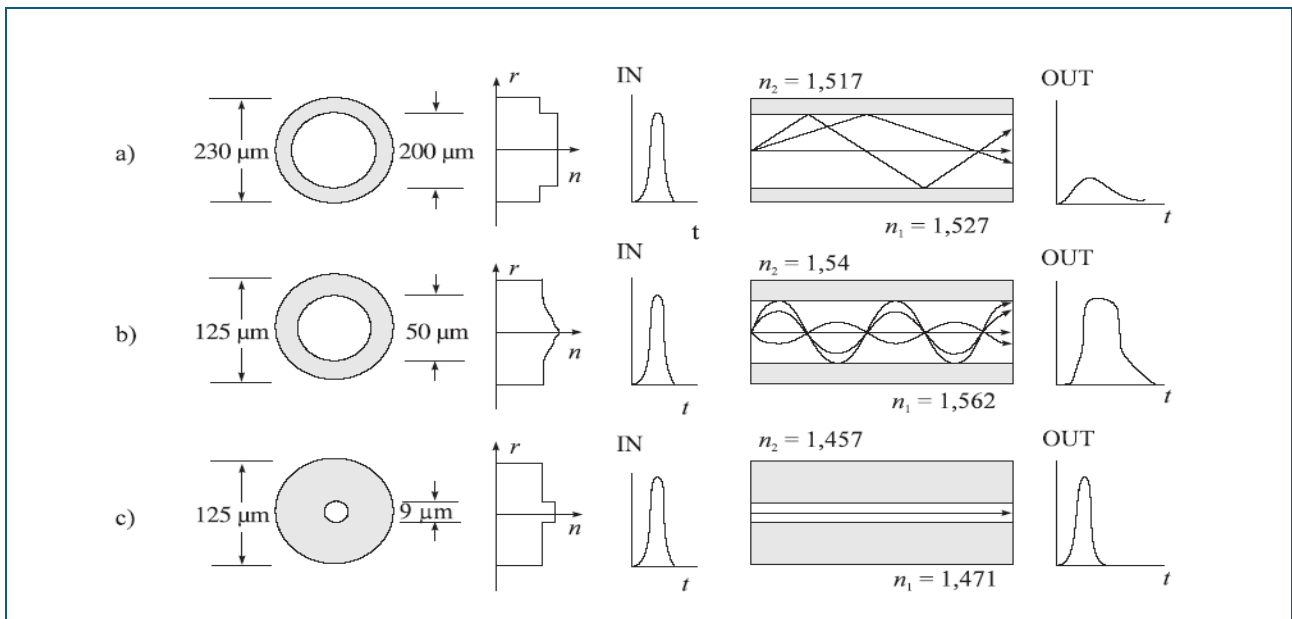 a)
230 µm
200 µm
r
n
IN
t
n₂ = 1,517
n₁ = 1,527
OUT
t
b)
125 µm
50 µm
r
n
IN
t
n₂ = 1,54
n₁ = 1,562
OUT
t
c)
125 µm
9 µm
r
n
IN
t
n₂ = 1,457
n₁ = 1,471
OUT
t